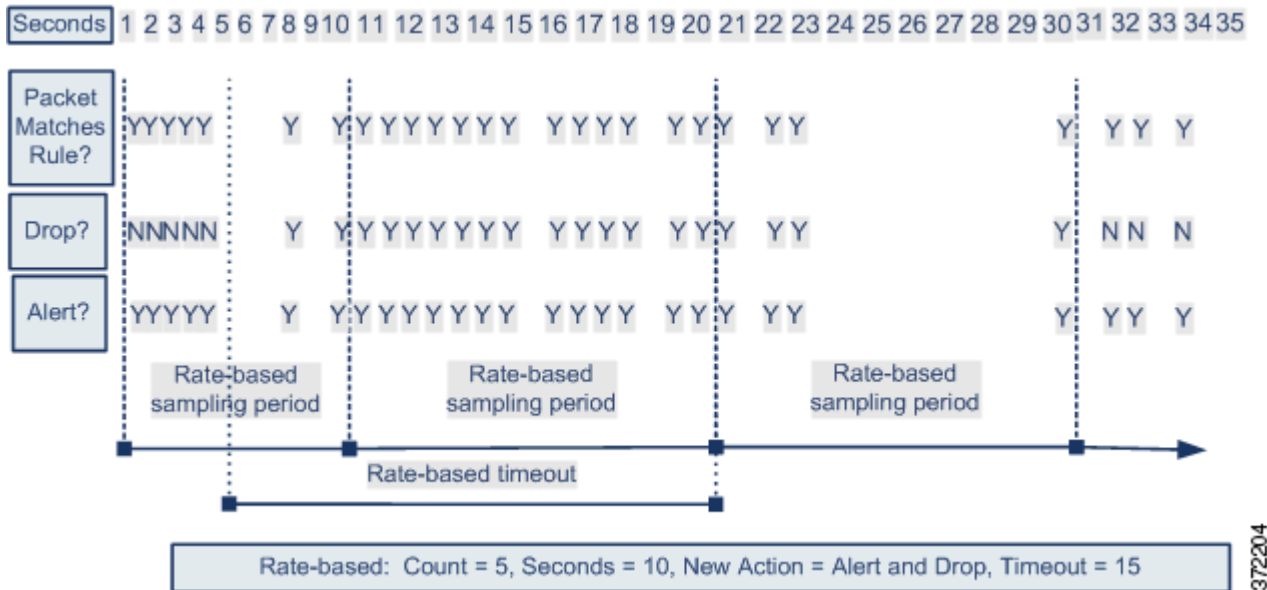 Seconds 1 2 3 4 5 6 7 8 9 10 11 12 13 14 15 16 17 18 19 20 21 22 23 24 25 26 27 28 29 30 31 32 33 34 35
Packet
Matches
Rule?
YYYYY Y Y Y Y Y Y Y Y Y Y Y Y Y Y Y Y Y Y Y Y Y Y
Drop?
NNNNN Y Y Y Y Y Y Y Y Y Y Y Y Y Y Y Y Y Y Y N N N
Alert?
YYYYY Y Y Y Y Y Y Y Y Y Y Y Y Y Y Y Y Y Y Y Y Y Y
Rate-based
sampling period
Rate-based
sampling period
Rate-based
sampling period
Rate-based timeout
Rate-based: Count = 5, Seconds = 10, New Action = Alert and Drop, Timeout = 15
372204